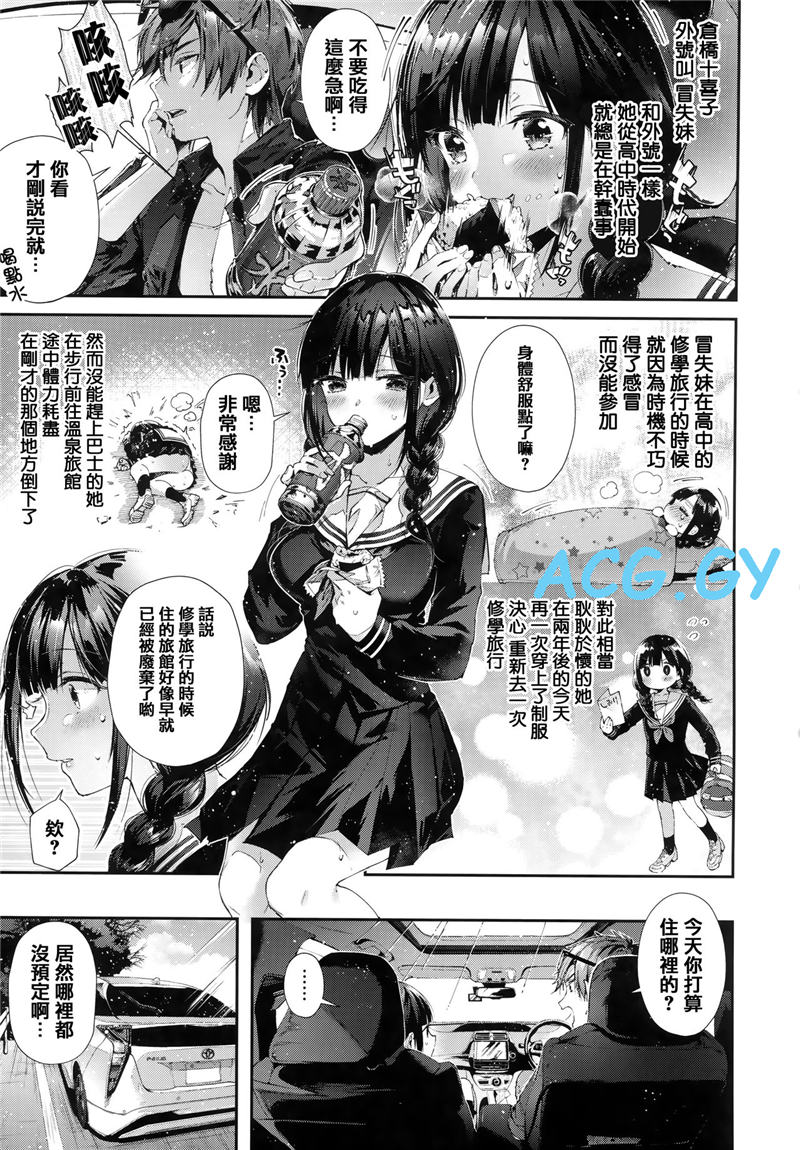 倉橋十喜子
外號叫 冒失妹
和外號一樣
她從高中時代開始
就總是在幹蠢事
もぐ
もぐ
不要吃得
這麼急啊…
咳
咳
咳
咳
你看
才剛說完就…
喝點水
冒失妹在高中的
修學旅行的時候
就因為時機不巧
得了感冒
而沒能參加
身體舒服點了嘛？
ふぅ…
嗯…
非常感謝
對此相當
耿耿於懷的她
在兩年後的今天
再一次穿上了制服
決心 重新去一次
修學旅行
然而沒能趕上巴士的她
在步行前往溫泉旅館
途中體力耗盡
在剛才的那個地方倒下了
話說
修學旅行的時候
住的旅館好像早就
已經被廢棄了喲
欸？
今天你打算
住哪裡的？
……
居然哪裡都
沒預定啊…
ACG.GY